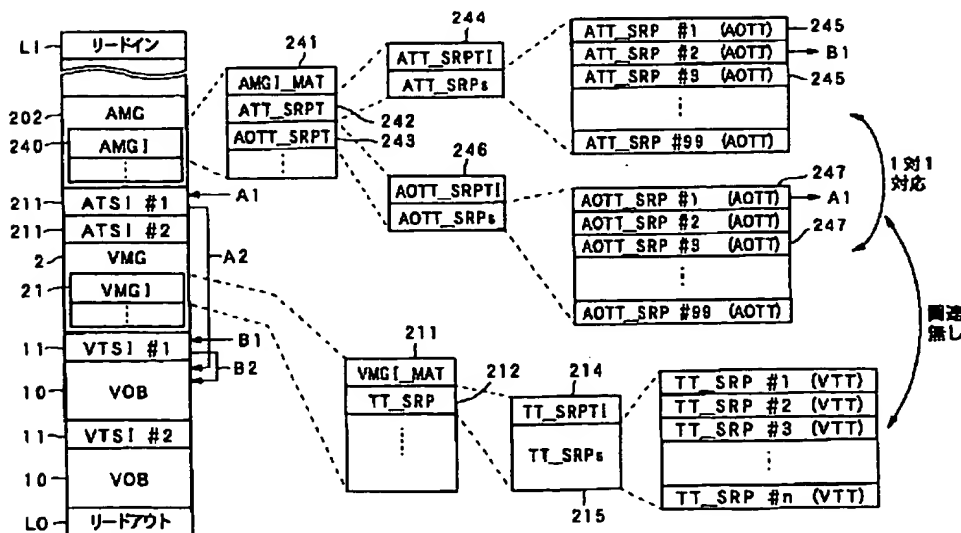 LI
リードイン
202
AMG
240
AMGI
211
ATSI #1
A1
211
ATSI #2
A2
2
VMG
21
VMGI
11
VTSI #1
B1
B2
10
VOB
11
VTSI #2
10
VOB
LO
リードアウト
241
AMGI_MAT
ATT_SRPT
242
AOTT_SRPT
243
244
ATT_SRPTI
ATT_SRPs
246
AOTT_SRPTI
AOTT_SRPs
ATT_SRP #1 (AOTT)
245
ATT_SRP #2 (AOTT)
B1
ATT_SRP #3 (AOTT)
245
ATT_SRP #99 (AOTT)
1対1
対応
247
AOTT_SRP #1 (AOTT)
A1
AOTT_SRP #2 (AOTT)
AOTT_SRP #3 (AOTT)
247
AOTT_SRP #99 (AOTT)
関連
無し
211
VMGI_MAT
212
TT_SRP
214
TT_SRPTI
TT_SRPs
215
TT_SRP #1 (VTT)
TT_SRP #2 (VTT)
TT_SRP #3 (VTT)
TT_SRP #n (VTT)